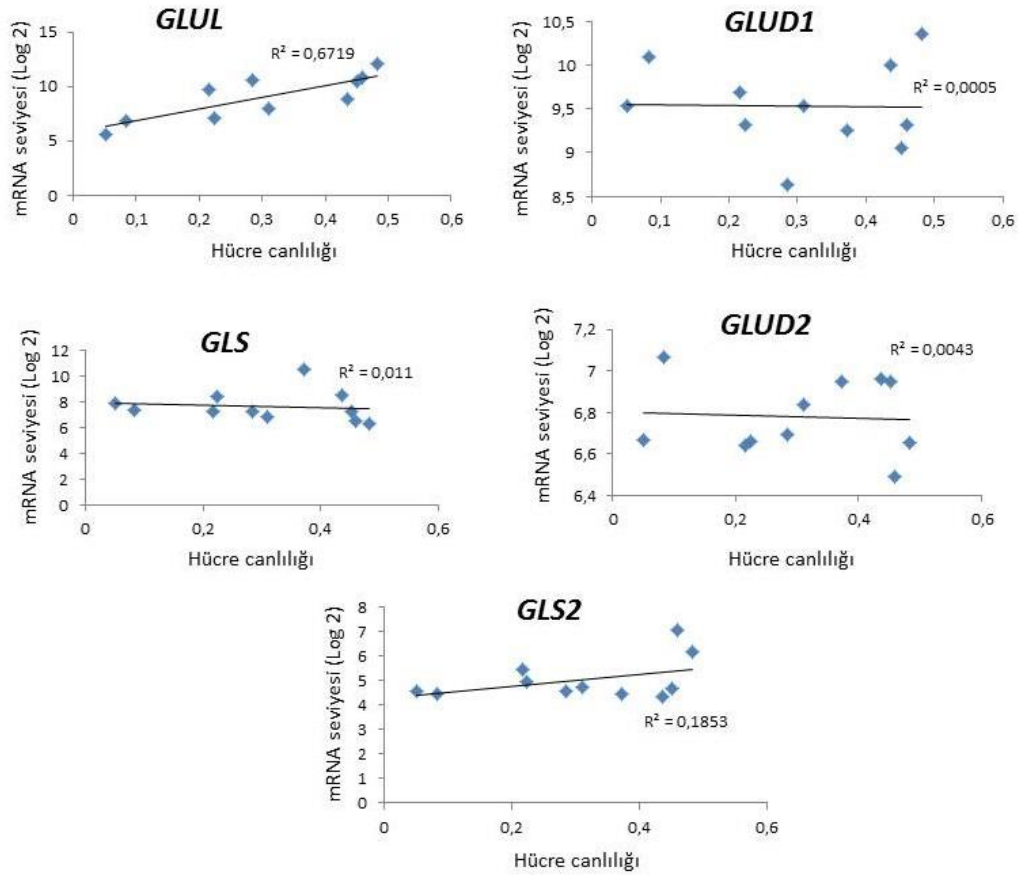 GLUL
mRNA seviyesi (Log 2)
15
10
5
0
R² = 0,6719
0 0,1 0,2 0,3 0,4 0,5 0,6
Hücre canlılığı
GLUD1
mRNA seviyesi (Log 2)
10,5
10
9,5
9
8,5
R² = 0,0005
0 0,1 0,2 0,3 0,4 0,5 0,6
Hücre canlılığı
GLS
mRNA seviyesi (Log 2)
12
10
8
6
4
2
0
R² = 0,011
0 0,2 0,4 0,6
Hücre canlılığı
GLUD2
mRNA seviyesi (Log 2)
7,2
7
6,8
6,6
6,4
R² = 0,0043
0 0,2 0,4 0,6
Hücre canlılığı
GLS2
mRNA seviyesi (Log 2)
8
7
6
5
4
3
2
1
0
R² = 0,1853
0 0,2 0,4 0,6
Hücre canlılığı